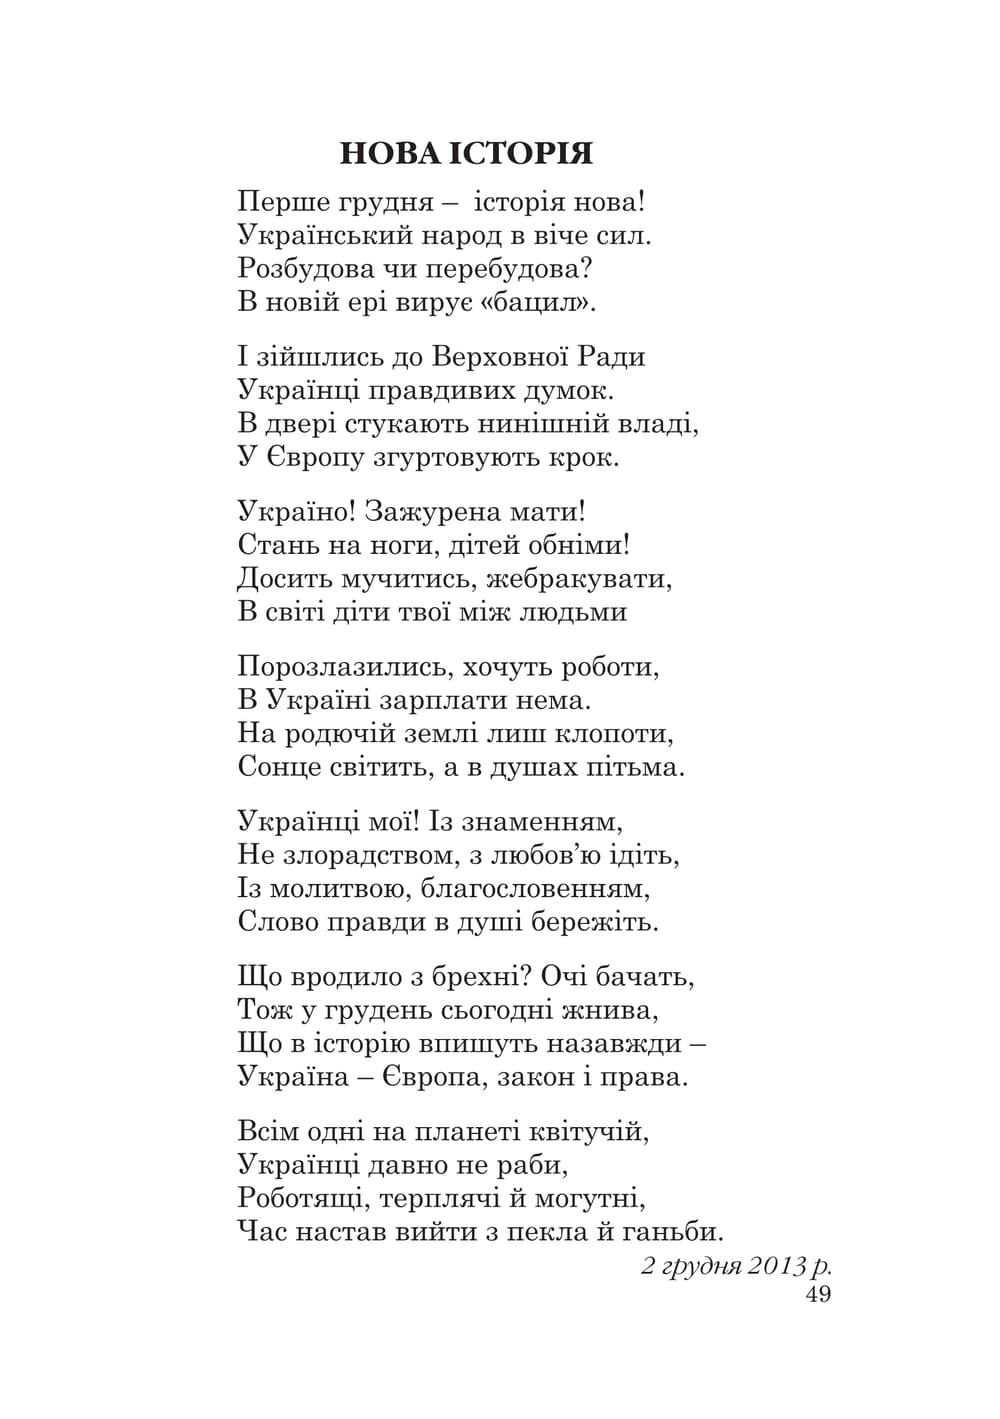 НОВА ІСТОРІЯ
Перше грудня – історія нова!
Український народ в віче сил.
Розбудова чи перебудова?
В новій ері вирує «бацил».
І зійшлись до Верховної Ради
Українці правдивих думок.
В двері стукають нинішній владі,
У Європу згуртовують крок.
Україно! Зажурена мати!
Стань на ноги, дітей обніми!
Досить мучитись, жебракувати,
В світі діти твої між людьми
Порозлазились, хочуть роботи,
В Україні зарплати нема.
На родючій землі лиш клопоти,
Сонце світить, а в душах пітьма.
Українці мої! Із знаменням,
Не злорадством, з любов’ю ідіть,
Із молитвою, благословенням,
Слово правди в душі бережіть.
Що вродило з брехні? Очі бачать,
Тож у грудень сьогодні жнива,
Що в історію впишуть назавжди –
Україна – Європа, закон і права.
Всім одні на планеті квітучій,
Українці давно не раби,
Роботящі, терплячі й могутні,
Час настав вийти з пекла й ганьби.
2 грудня 2013 р.
49